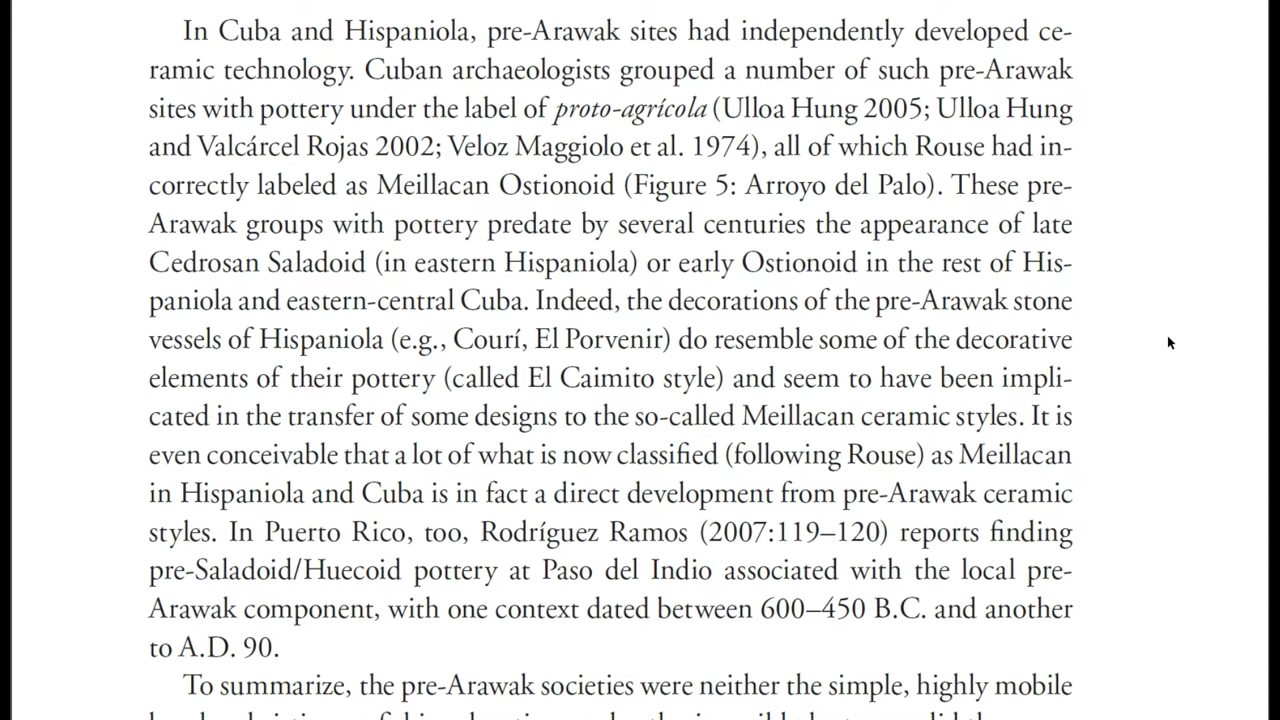 In Cuba and Hispaniola, pre-Arawak sites had independently developed ce-
ramic technology. Cuban archaeologists grouped a number of such pre-Arawak
sites with pottery under the label of proto-agrícola (Ulloa Hung 2005; Ulloa Hung
and Valcárcel Rojas 2002; Veloz Maggiolo et al. 1974), all of which Rouse had in-
correctly labeled as Meillacan Ostionoid (Figure 5: Arroyo del Palo). These pre-
Arawak groups with pottery predate by several centuries the appearance of late
Cedrosan Saladoid (in eastern Hispaniola) or early Ostionoid in the rest of His-
paniola and eastern-central Cuba. Indeed, the decorations of the pre-Arawak stone
vessels of Hispaniola (e.g., Courí, El Porvenir) do resemble some of the decorative
elements of their pottery (called El Caimito style) and seem to have been impli-
cated in the transfer of some designs to the so-called Meillacan ceramic styles. It is
even conceivable that a lot of what is now classified (following Rouse) as Meillacan
in Hispaniola and Cuba is in fact a direct development from pre-Arawak ceramic
styles. In Puerto Rico, too, Rodríguez Ramos (2007:119–120) reports finding
pre-Saladoid/Huecoid pottery at Paso del Indio associated with the local pre-
Arawak component, with one context dated between 600–450 B.C. and another
to A.D. 90.
To summarize, the pre-Arawak societies were neither the simple, highly mobile